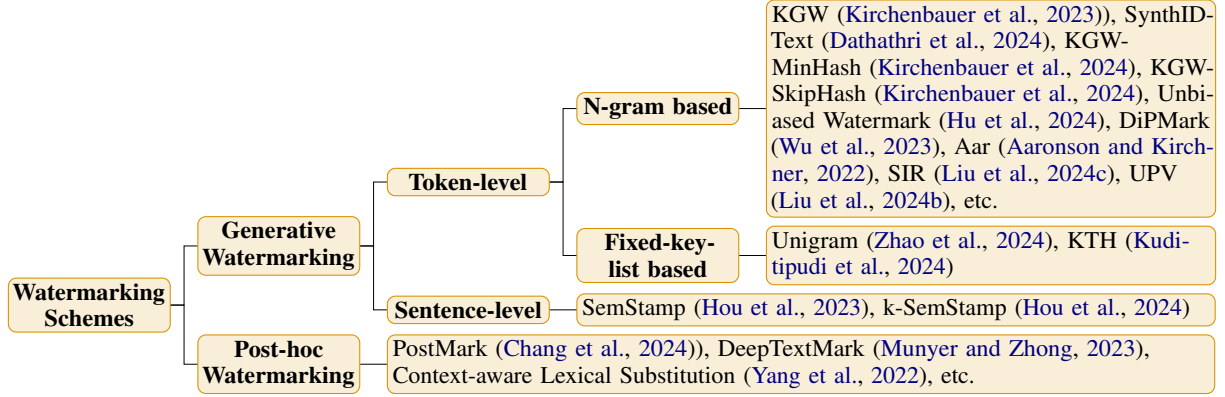 Watermarking
Schemes
Generative
Watermarking
Token-level
N-gram based
KGW (Kirchenbauer et al., 2023)), SynthID-
Text (Dathathri et al., 2024), KGW-
MinHash (Kirchenbauer et al., 2024), KGW-
SkipHash (Kirchenbauer et al., 2024), Unbi-
ased Watermark (Hu et al., 2024), DiPMark
(Wu et al., 2023), Aar (Aaronson and Kirch-
ner, 2022), SIR (Liu et al., 2024c), UPV
(Liu et al., 2024b), etc.
Fixed-key-
list based
Unigram (Zhao et al., 2024), KTH (Kudi-
tipudi et al., 2024)
Sentence-level
SemStamp (Hou et al., 2023), k-SemStamp (Hou et al., 2024)
Post-hoc
Watermarking
PostMark (Chang et al., 2024)), DeepTextMark (Munyer and Zhong, 2023),
Context-aware Lexical Substitution (Yang et al., 2022), etc.